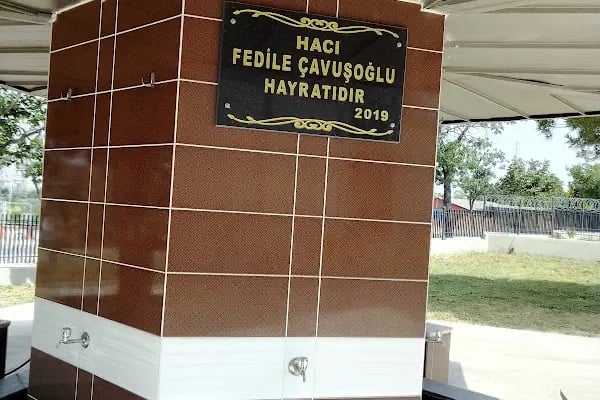 HACI
FEDİLE ÇAVUŞOĞLU
HAYRATIDIR
2019